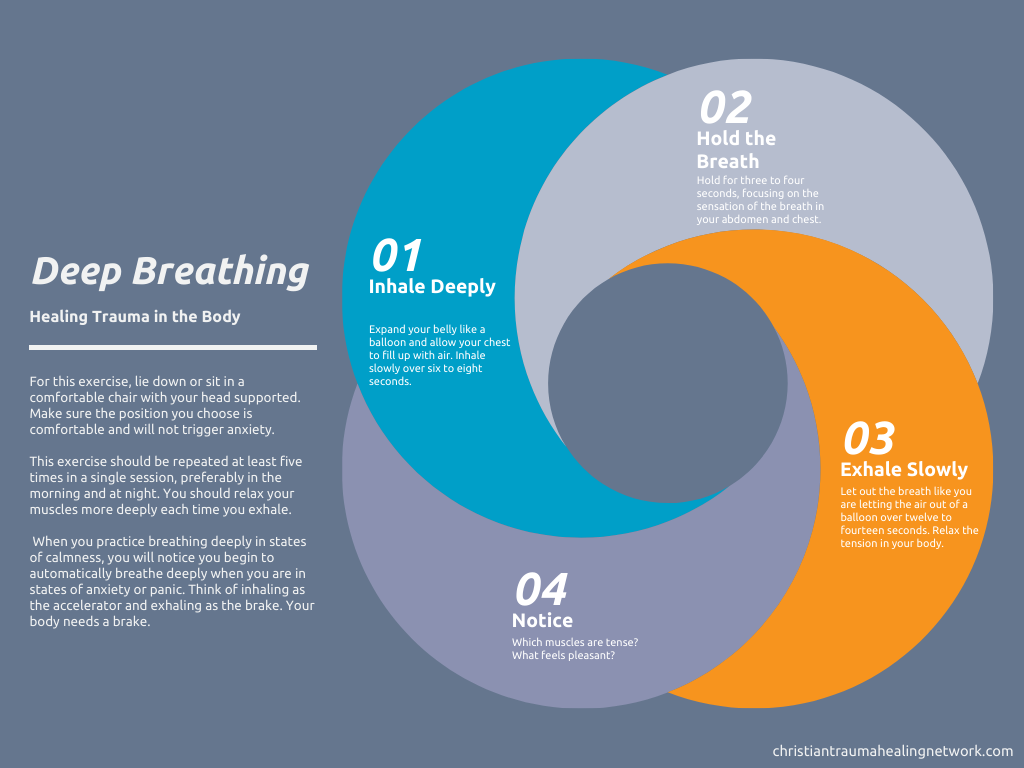 Deep Breathing
Healing Trauma in the Body
For this exercise, lie down or sit in a
comfortable chair with your head supported.
Make sure the position you choose is
comfortable and will not trigger anxiety.
This exercise should be repeated at least five
times in a single session, preferably in the
morning and at night. You should relax your
muscles more deeply each time you exhale.
When you practice breathing deeply in states
of calmness, you will notice you begin to
automatically breathe deeply when you are in
states of anxiety or panic. Think of inhaling as
the accelerator and exhaling as the brake. Your
body needs a brake.
01
Inhale Deeply
Expand your belly like a
balloon and allow your chest
to fill up with air. Inhale
slowly over six to eight
seconds.
02
Hold the
Breath
Hold for three to four
seconds, focusing on the
sensation of the breath in
your abdomen and chest.
03
Exhale Slowly
Let out the breath like you
are letting the air out of a
balloon over twelve to
fourteen seconds. Relax the
tension in your body.
04
Notice
Which muscles are tense?
What feels pleasant?
christiantraumahealingnetwork.com